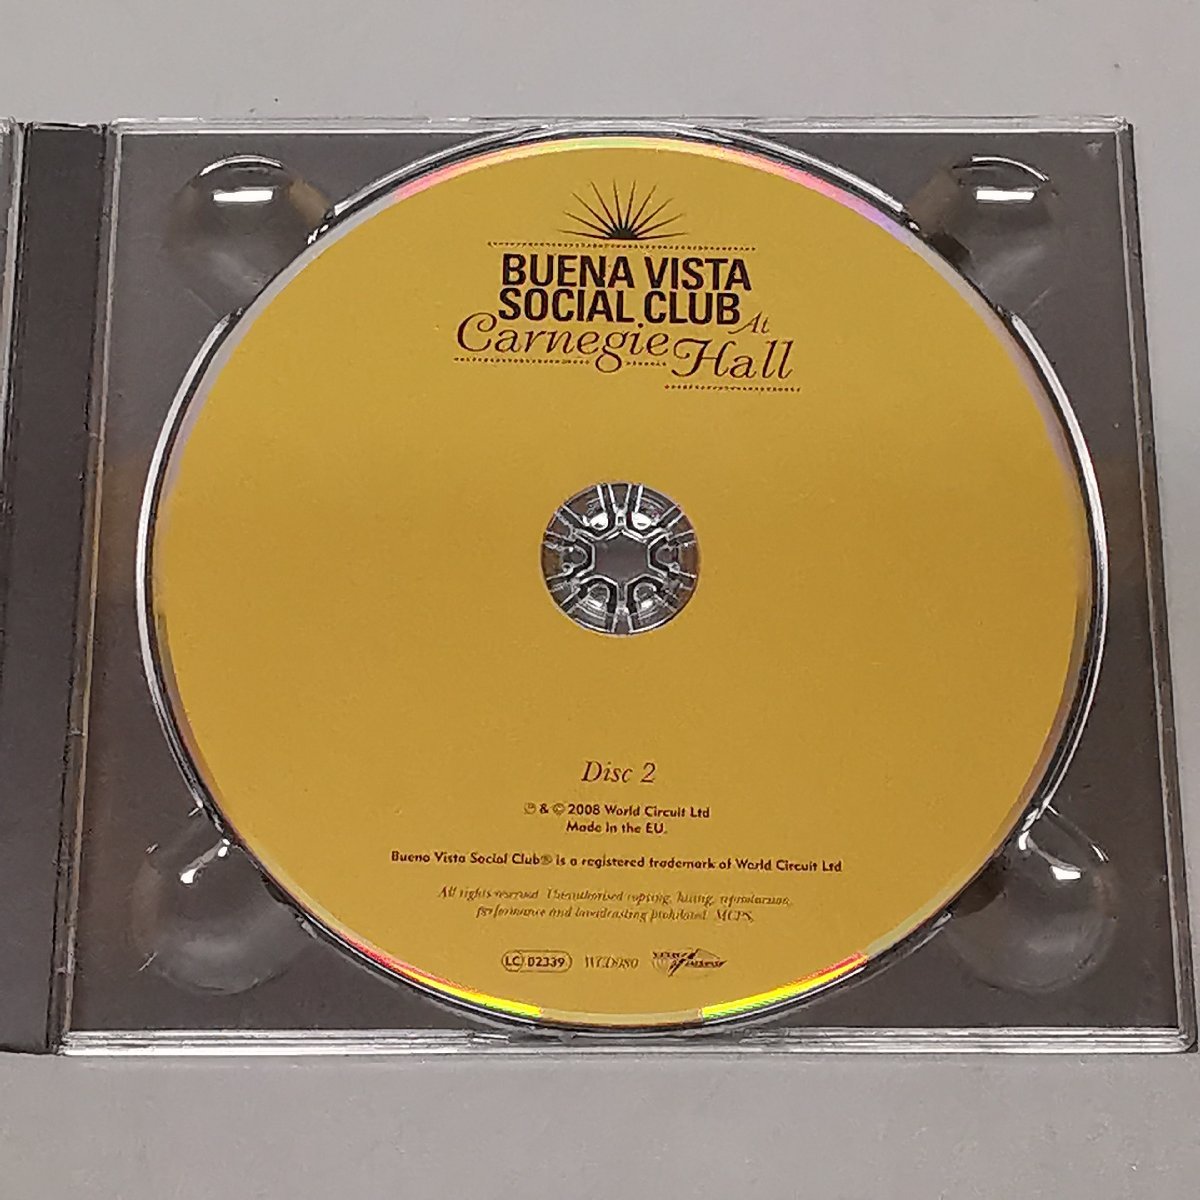 BUENA VISTA
SOCIAL CLUB At
Carnegie Hall
Disc 2
℗ & © 2008 World Circuit Ltd
Made in the EU.
Buena Vista Social Club® is a registered trademark of World Circuit Ltd
All rights reserved. Unauthorised copying, hiring, reproduction,
performance and broadcasting prohibited. MCPS.
LC 02339 WCD080